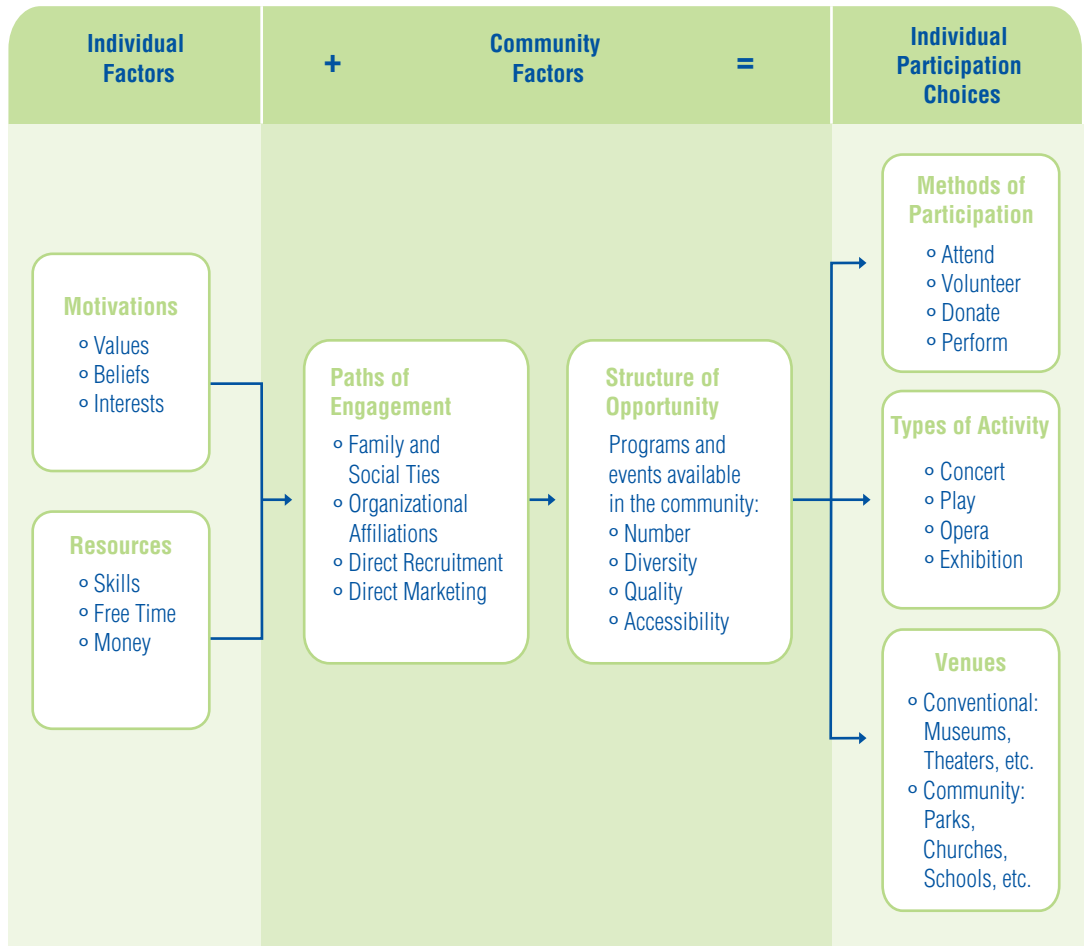 Individual
Factors
+
Community
Factors
=
Individual
Participation
Choices
Motivations
o Values
o Beliefs
o Interests
Resources
o Skills
o Free Time
o Money
Paths of
Engagement
o Family and
Social Ties
o Organizational
Affiliations
o Direct Recruitment
o Direct Marketing
Structure of
Opportunity
Programs and
events available
in the community:
o Number
o Diversity
o Quality
o Accessibility
Methods of
Participation
o Attend
o Volunteer
o Donate
o Perform
Types of Activity
o Concert
o Play
o Opera
o Exhibition
Venues
o Conventional:
Museums,
Theaters, etc.
o Community:
Parks,
Churches,
Schools, etc.